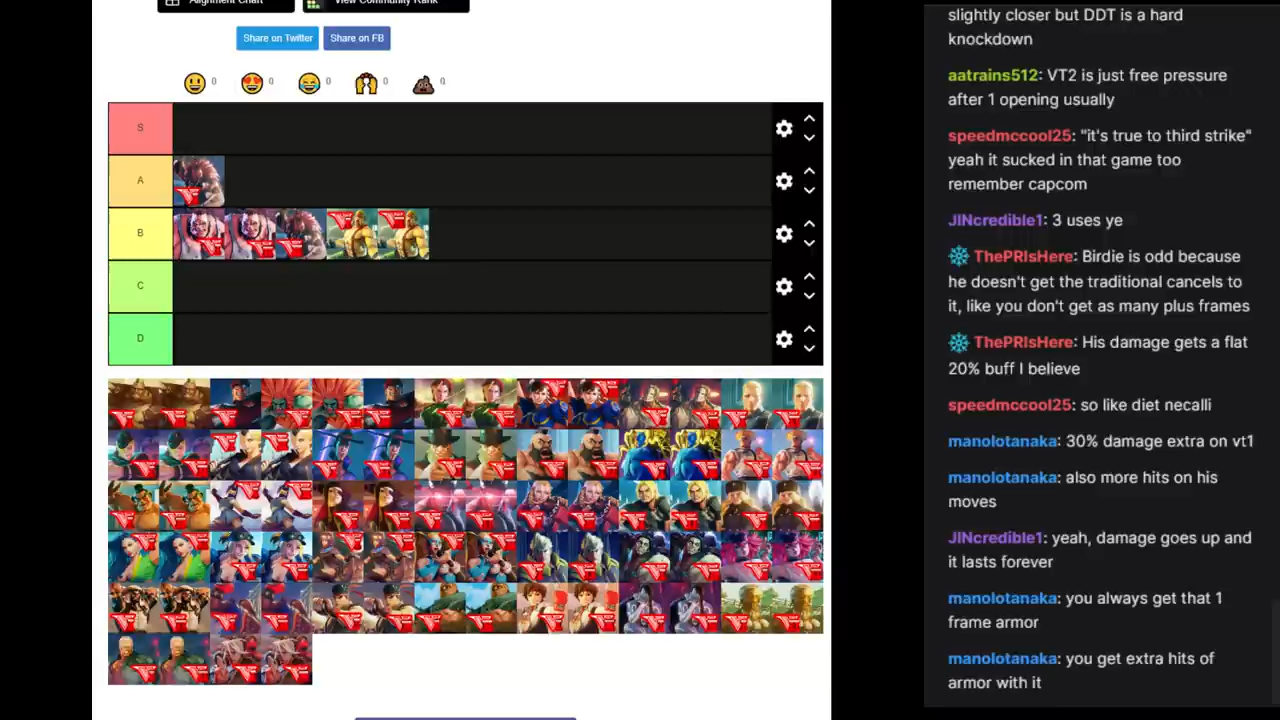 Alignment Chart
View Community Rank
Share on Twitter
Share on FB
0
0
0
0
0
S
A
B
C
D
slightly closer but DDT is a hard
knockdown
aatrains512: VT2 is just free pressure
after 1 opening usually
speedmccool25: "it's true to third strike"
yeah it sucked in that game too
remember capcom
JINcredible1: 3 uses ye
ThePRIsHere: Birdie is odd because
he doesn't get the traditional cancels to
it, like you don't get as many plus frames
ThePRIsHere: His damage gets a flat
20% buff I believe
speedmccool25: so like diet necalli
manolotanaka: 30% damage extra on vt1
manolotanaka: also more hits on his
moves
JINcredible1: yeah, damage goes up and
it lasts forever
manolotanaka: you always get that 1
frame armor
manolotanaka: you get extra hits of
armor with it